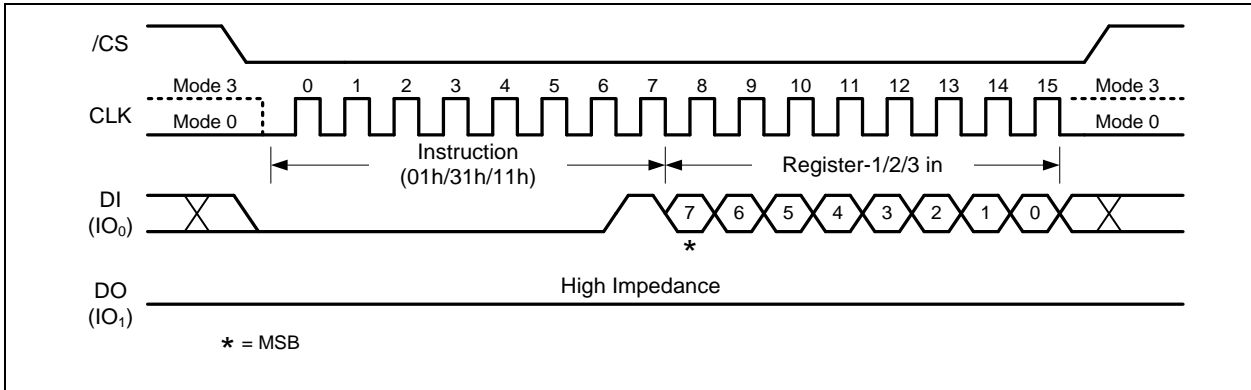 /CS
Mode 3 0 1 2 3 4 5 6 7 8 9 10 11 12 13 14 15 Mode 3
CLK
Mode 0 Mode 0
Instruction
(01h/31h/11h)
Register-1/2/3 in
DI
(IO₀)
7 6 5 4 3 2 1 0
*
High Impedance
DO
(IO₁)
* = MSB